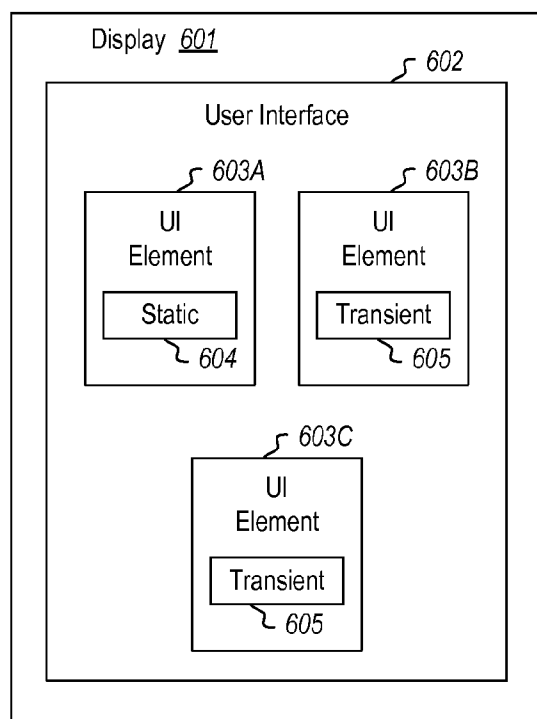 Display 601
602
User Interface
603A
603B
UI
Element
UI
Element
Static
Transient
604
605
603C
UI
Element
Transient
605